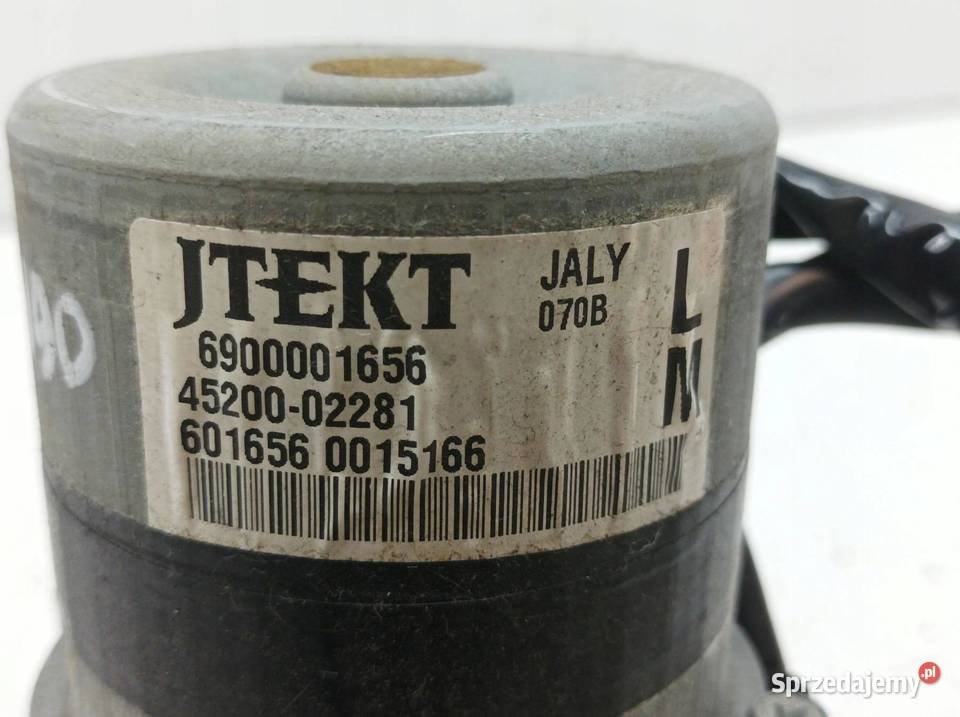 JTEKT
JALY
070B
L
M
6900001656
45200-02281
601656 0015166
Sprzedajemy.pl